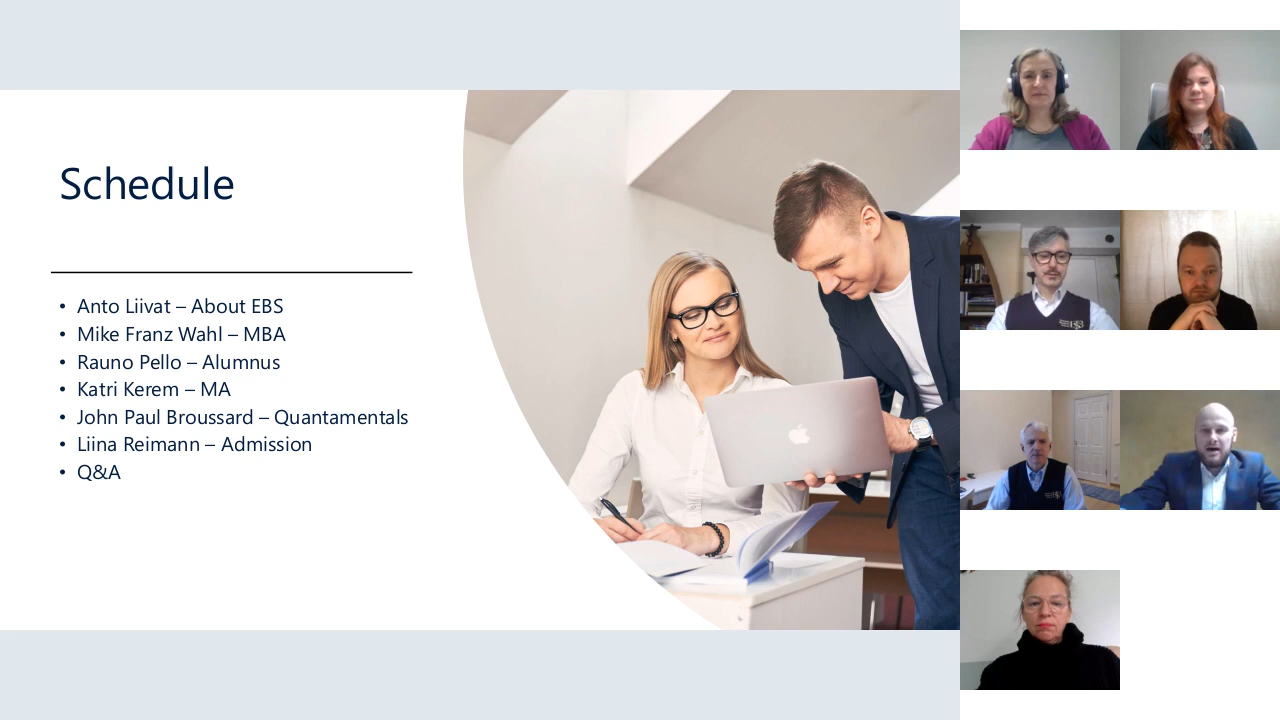 Schedule
• Anto Liivat – About EBS
• Mike Franz Wahl – MBA
• Rauno Pello – Alumnus
• Katri Kerem – MA
• John Paul Broussard – Quantamentals
• Liina Reimann – Admission
• Q&A